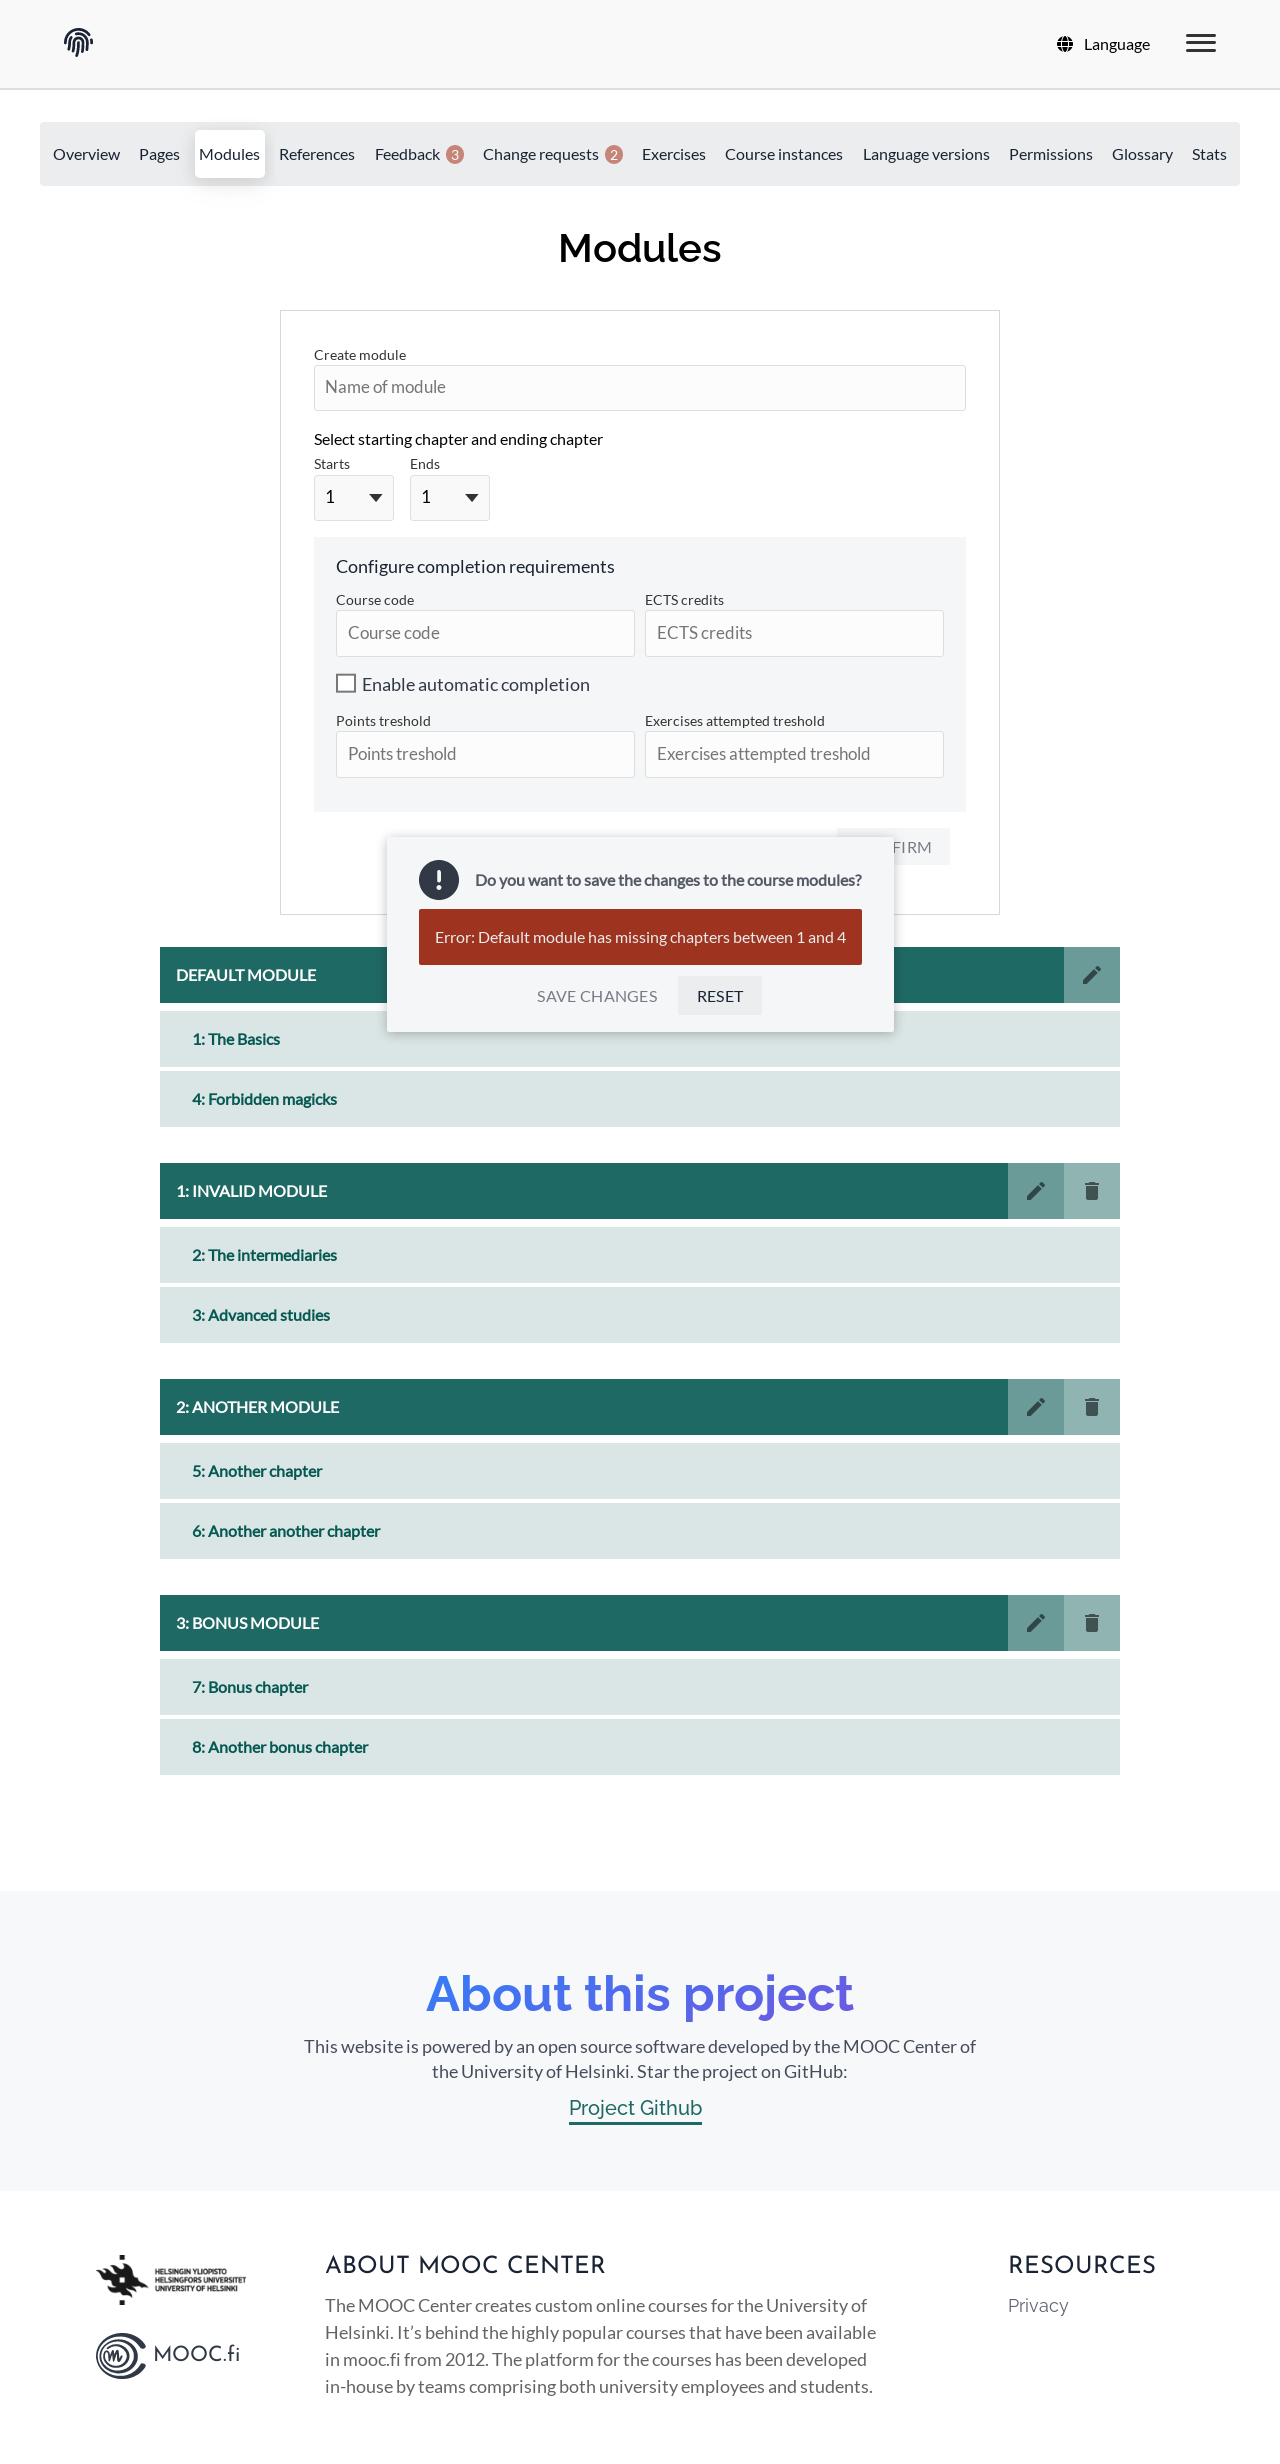 Language
Overview Pages Modules References Feedback 3 Change requests 2 Exercises Course instances Language versions Permissions Glossary Stats
Modules
Create module
Name of module
Select starting chapter and ending chapter
Starts Ends
1 1
Configure completion requirements
Course code ECTS credits
Course code ECTS credits
Enable automatic completion
Points treshold Exercises attempted treshold
Points treshold Exercises attempted treshold
FIRM
Do you want to save the changes to the course modules?
Error: Default module has missing chapters between 1 and 4
SAVE CHANGES RESET
DEFAULT MODULE
1: The Basics
4: Forbidden magicks
1: INVALID MODULE
2: The intermediaries
3: Advanced studies
2: ANOTHER MODULE
5: Another chapter
6: Another another chapter
3: BONUS MODULE
7: Bonus chapter
8: Another bonus chapter
About this project
This website is powered by an open source software developed by the MOOC Center of
the University of Helsinki. Star the project on GitHub:
Project Github
HELSINGIN YLIOPISTO
HELSINGFORS UNIVERSITET
UNIVERSITY OF HELSINKI
MOOC.fi
ABOUT MOOC CENTER
The MOOC Center creates custom online courses for the University of
Helsinki. It’s behind the highly popular courses that have been available
in mooc.fi from 2012. The platform for the courses has been developed
in-house by teams comprising both university employees and students.
RESOURCES
Privacy